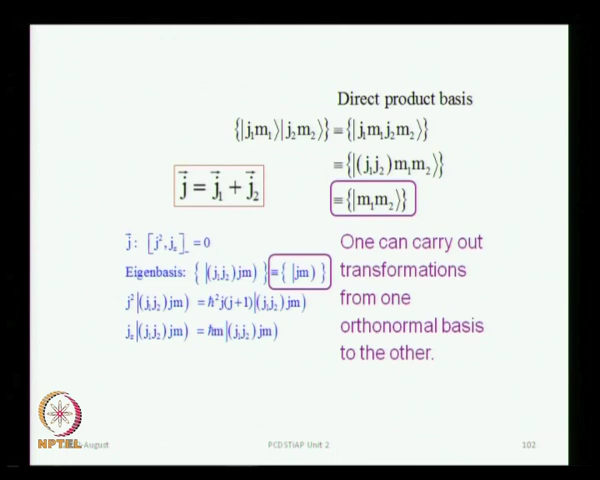 Direct product basis
{|j₁m₁⟩|j₂m₂⟩} ≡ {|j₁m₁j₂m₂⟩}
≡ {|(j₁j₂)m₁m₂⟩}
≡ {|m₁m₂⟩}
j⃗ = j⃗₁ + j⃗₂
j⃗ : [j², j_z]_ = 0
Eigenbasis: { |(j₁j₂)jm) } ≡ { |jm) }
j²|(j₁j₂)jm) = ℏ²j(j+1)|(j₁j₂)jm)
j_z|(j₁j₂)jm) = ℏm|(j₁j₂)jm)
One can carry out
transformations
from one
orthonormal basis
to the other.
NPTEL
August
PCDSTIAP Unit 2
102